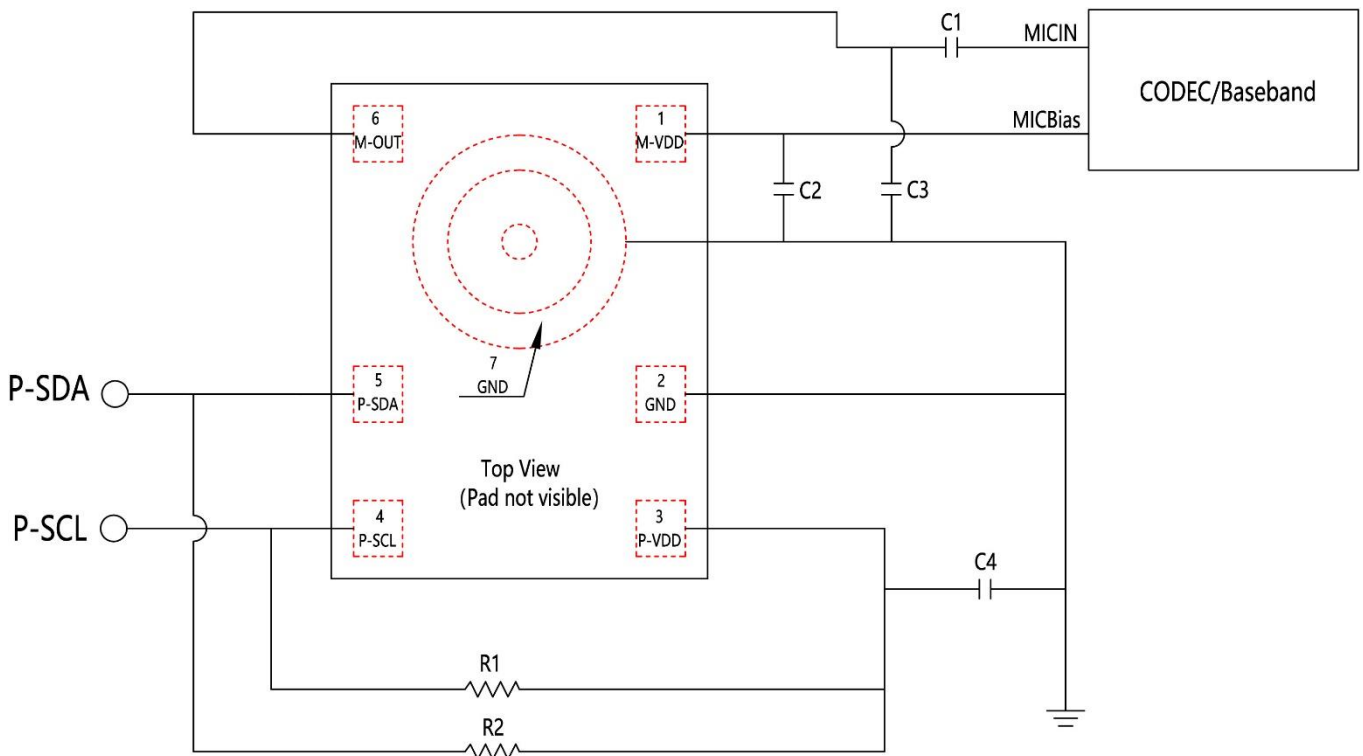 C1
MICIN
CODEC/Baseband
6
M-OUT
1
M-VDD
MICBias
C2
C3
7
GND
P-SDA
5
P-SDA
2
GND
Top View
(Pad not visible)
P-SCL
4
P-SCL
3
P-VDD
C4
R1
R2